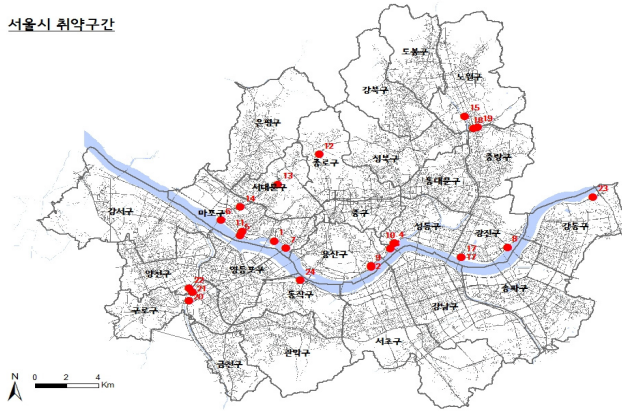 서울시 취약구간
도봉구
노원구
강북구
은평구
15
18 19
12
종로구
성북구
중랑구
13
서대문구
동대문구
14
강서구
마포구
6
중구
성동구
광진구
강동구
23
11
1
7
용산구
10 4
17
8
영등포구
양천구
24
동작구
2
강남구
송파구
22
21
20
구로구
서초구
관악구
금천구
N
0 2 4
Km